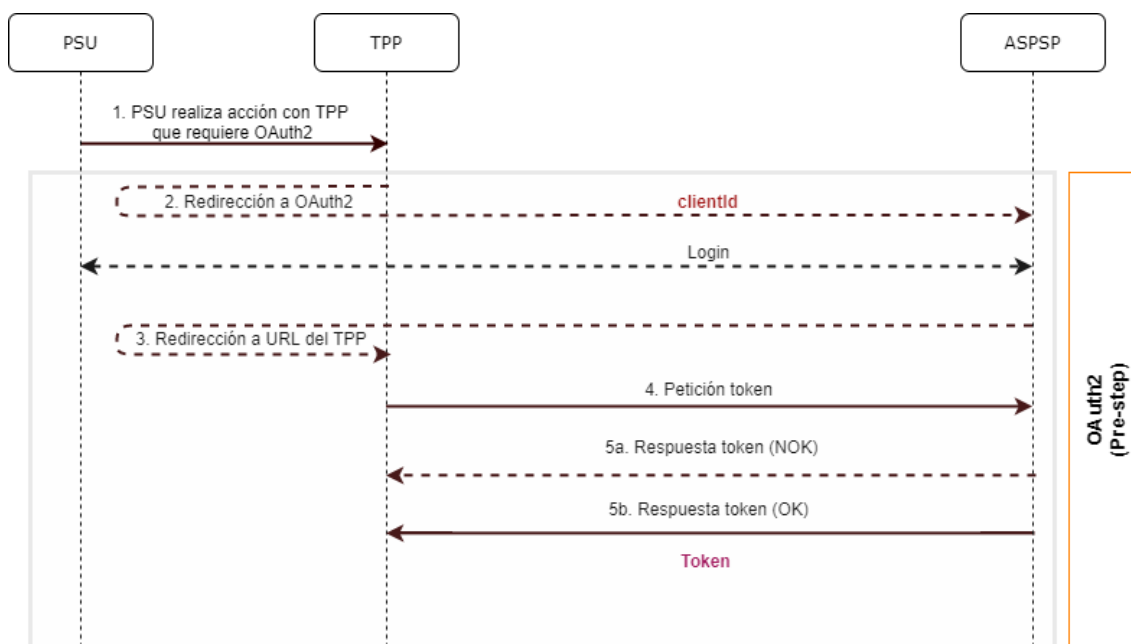 PSU
TPP
ASPSP
1. PSU realiza acción con TPP
que requiere OAuth2
2. Redirección a OAuth2
clientId
Login
3. Redirección a URL del TPP
4. Petición token
5a. Respuesta token (NOK)
5b. Respuesta token (OK)
Token
OAuth2
(Pre-step)